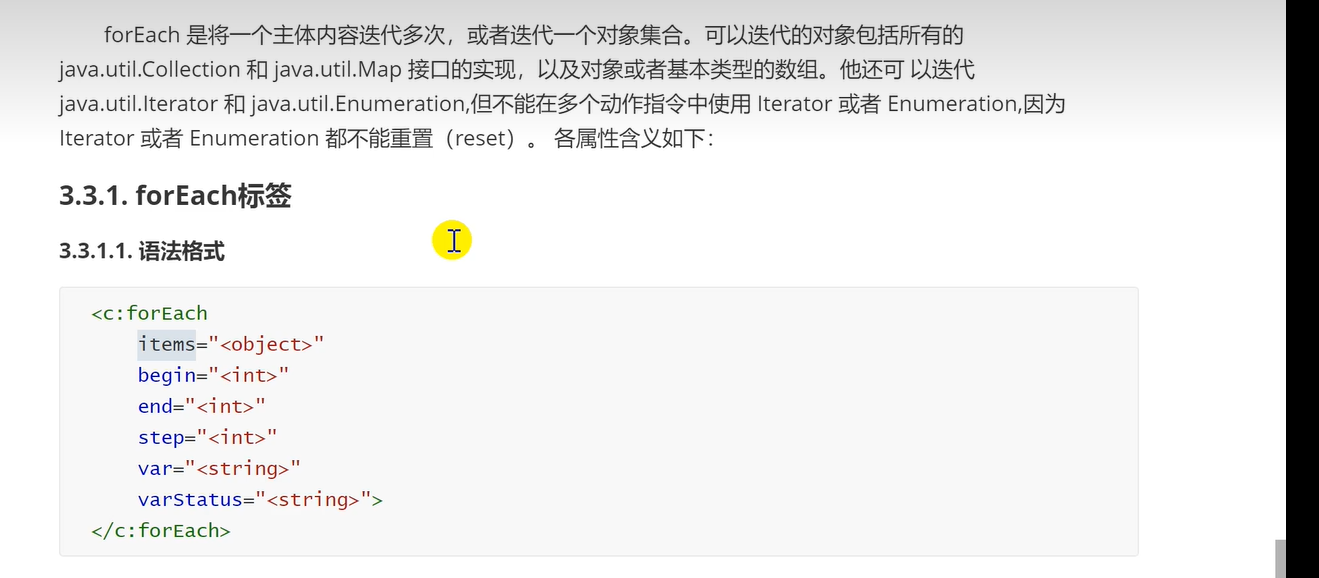 forEach 是将一个主体内容迭代多次，或者迭代一个对象集合。可以迭代的对象包括所有的
java.util.Collection 和 java.util.Map 接口的实现，以及对象或者基本类型的数组。他还可 以迭代
java.util.Iterator 和 java.util.Enumeration,但不能在多个动作指令中使用 Iterator 或者 Enumeration,因为
Iterator 或者 Enumeration 都不能重置（reset）。 各属性含义如下：
3.3.1. forEach标签
3.3.1.1. 语法格式
<c:forEach
items="<object>"
begin="<int>"
end="<int>"
step="<int>"
var="<string>"
varStatus="<string>">
</c:forEach>